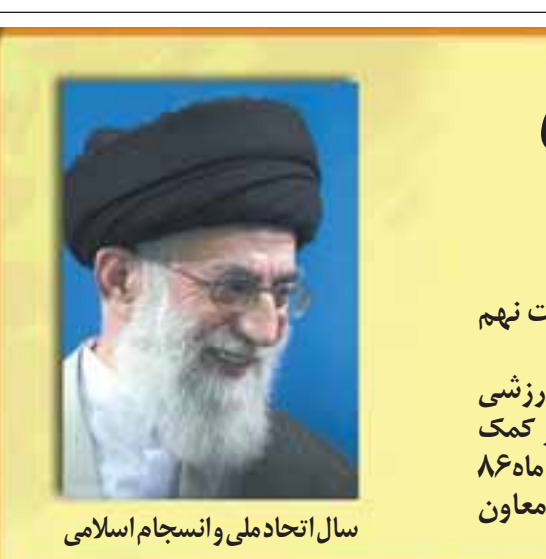 ت نهم
رزشی
کمک
ماه۸۶
معاون
سال اتحاد ملی و انسجام اسلامی